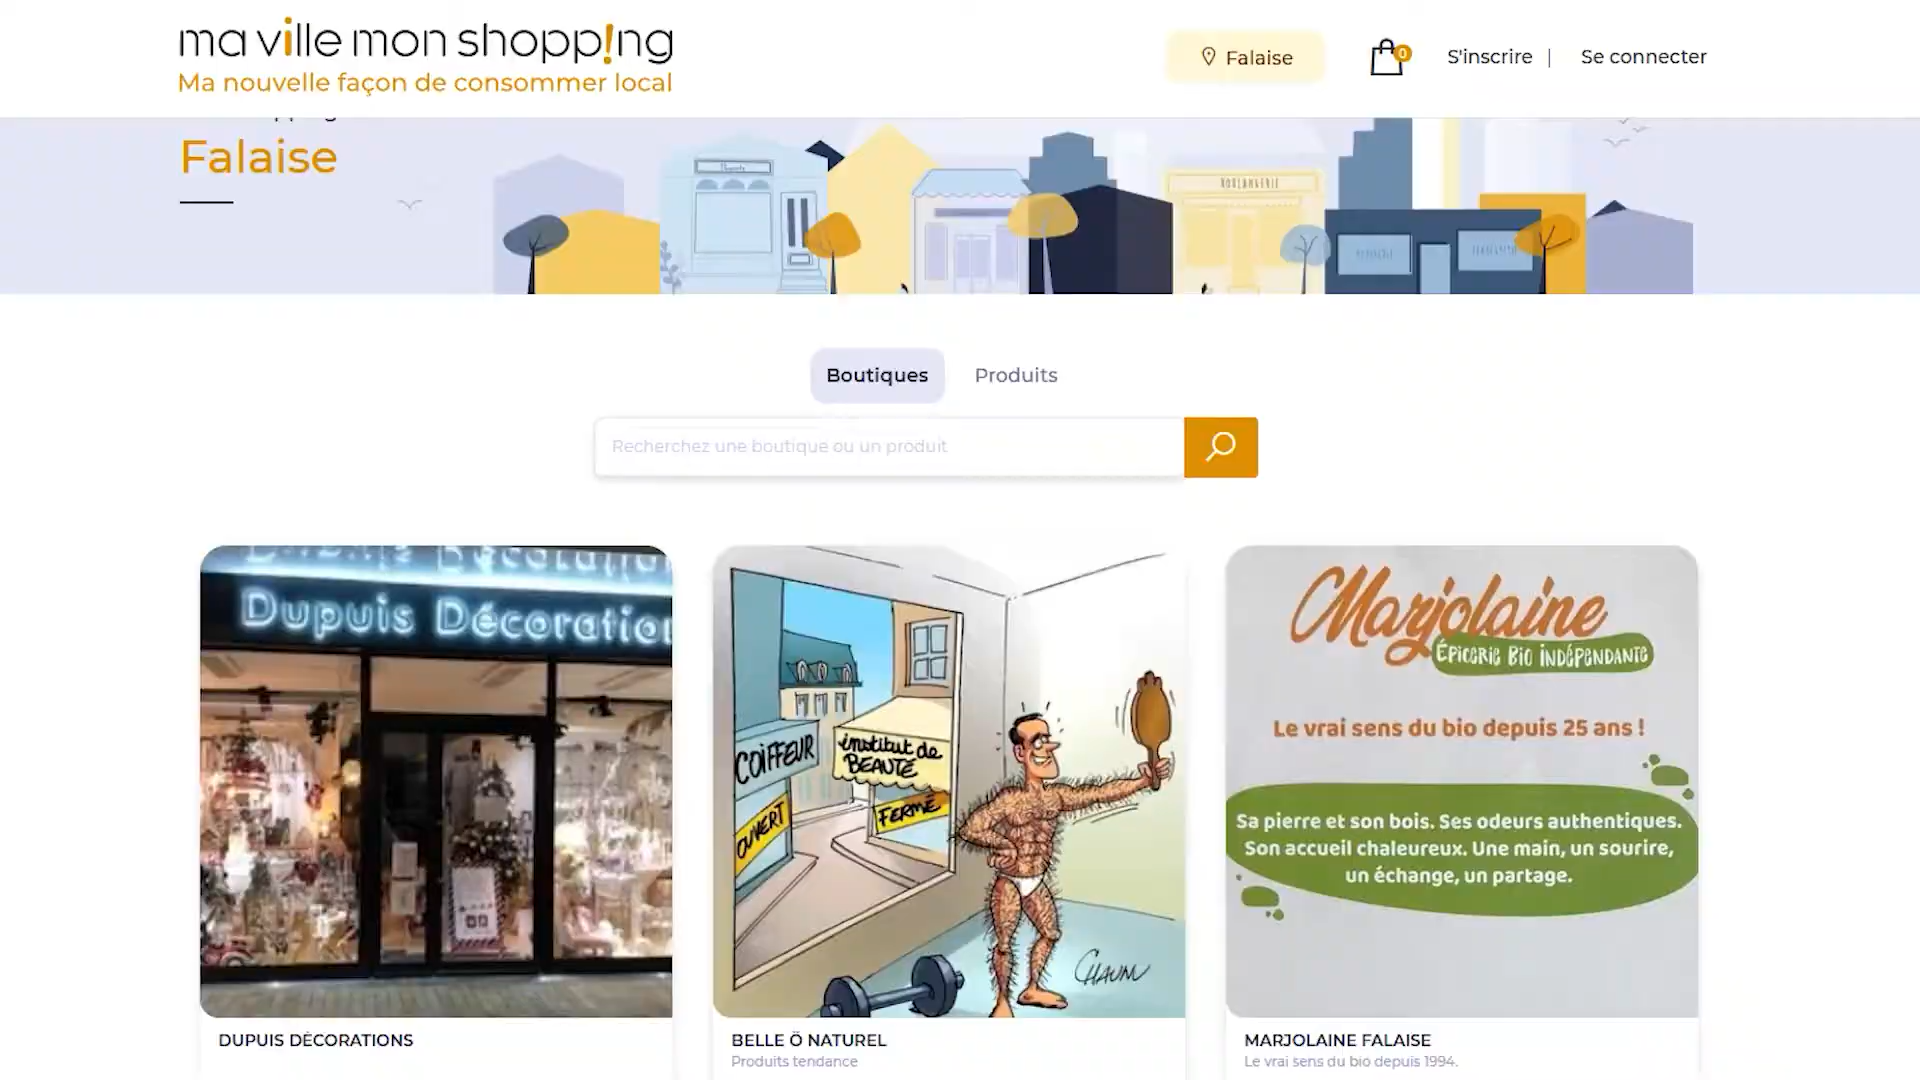 ma ville mon shopp!ng
Ma nouvelle façon de consommer local
Falaise
0
S'inscrire |
Se connecter
Falaise
BOULANGERIE
Boutiques
Produits
Recherchez une boutique ou un produit
Dupuis Décoration
COIFFEUR
OUVERT
institut de
BEAUTÉ
FERMÉ
CHAUNU
Marjolaine
Épicerie Bio indépendante
Le vrai sens du bio depuis 25 ans !
Sa pierre et son bois. Ses odeurs authentiques.
Son accueil chaleureux. Une main, un sourire,
un échange, un partage.
DUPUIS DÉCORATIONS
BELLE Ô NATUREL
Produits tendance
MARJOLAINE FALAISE
Le vrai sens du bio depuis 1994.